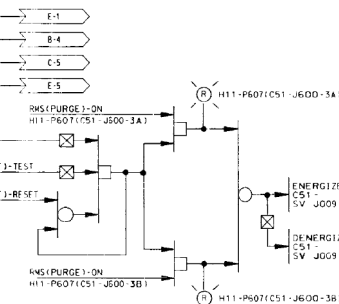 E-1
B-4
C-5
E-5
R H11-P607(C51-J600-3A)
RMS(PURGE)-ON
H11-P607(C51-J600-3A)
)-TEST
)-RESET
ENERGIZE
C51-
SV J009
DENERGIZ
C51-
SV J009
RMS(PURGE)-ON
H11-P607(C51-J600-3B)
R H11-P607(C51-J600-3B